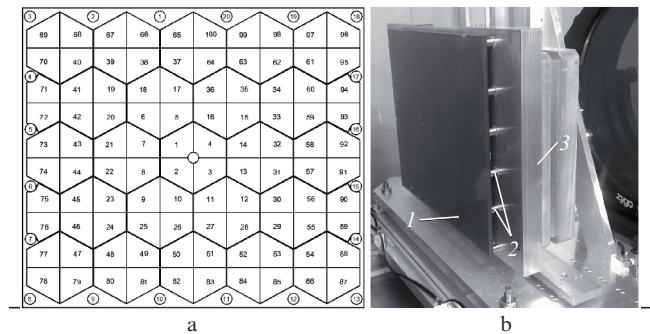 3 2 1 20 19 18
69 68 67 66 65 100 99 98 97 96
70 40 39 38 37 64 63 62 61 95
4 17
71 41 19 18 17 36 35 34 60 94
72 42 20 6 5 16 15 33 59 93
5 16
73 43 21 7 1 4 14 32 58 92
74 44 22 8 2 3 13 31 57 91
6 15
75 45 23 9 10 11 12 30 56 90
76 46 24 25 26 27 28 29 55 89
7 14
77 47 48 49 50 51 52 53 54 88
78 79 80 81 82 83 84 85 86 87
8 9 10 11 12 13
a
1
2
3
zygo
b